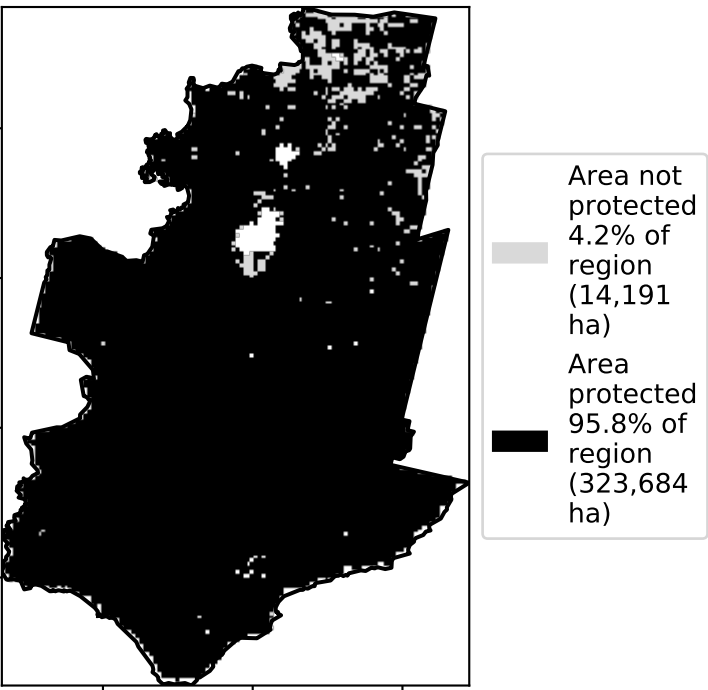 Area not
protected
4.2% of
region
(14,191
ha)
Area
protected
95.8% of
region
(323,684
ha)